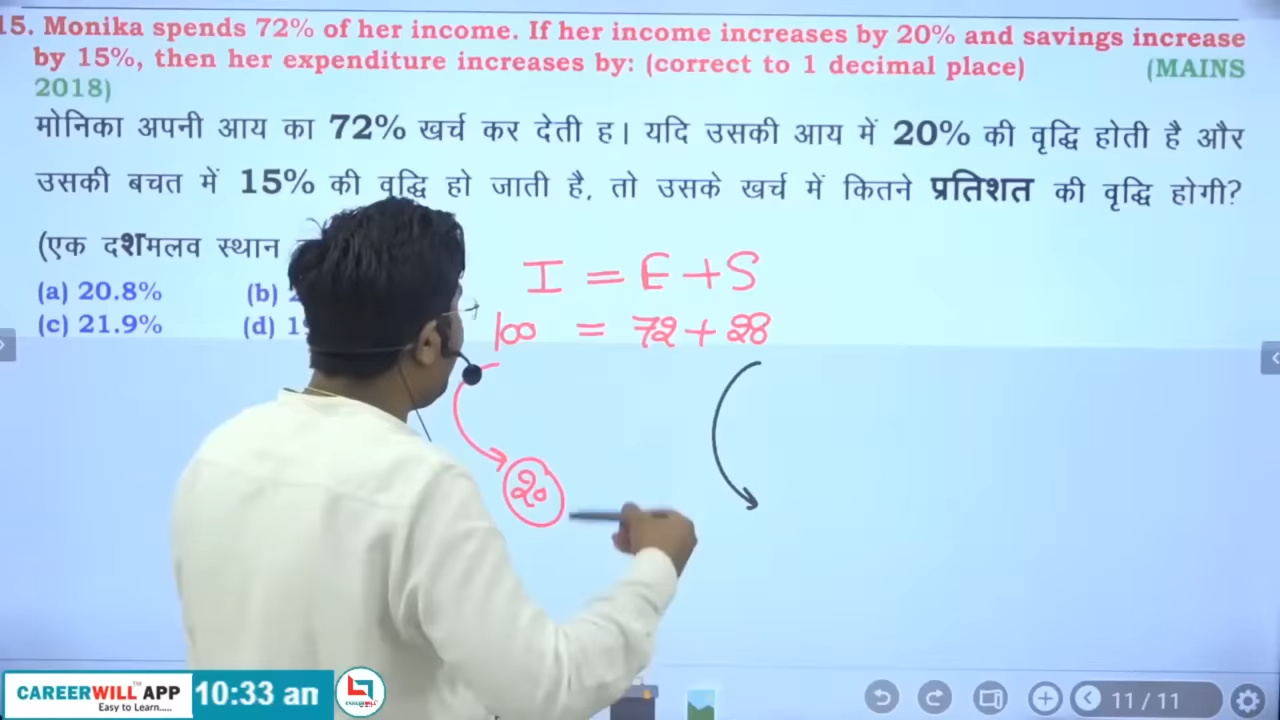 15. Monika spends 72% of her income. If her income increases by 20% and savings increase
by 15%, then her expenditure increases by: (correct to 1 decimal place) (MAINS
2018)
मोनिका अपनी आय का 72% खर्च कर देती ह। यदि उसकी आय में 20% की वृद्धि होती है और
उसकी बचत में 15% की वृद्धि हो जाती है, तो उसके खर्च में कितने प्रतिशत की वृद्धि होगी?
(एक दशमलव स्थान
(a) 20.8% (b)
(c) 21.9% (d)
I = E + S
100 = 72 + 28
20
CAREERWILL APP
Easy to Learn.....
10:33 an
CAREERWILL
11 / 11